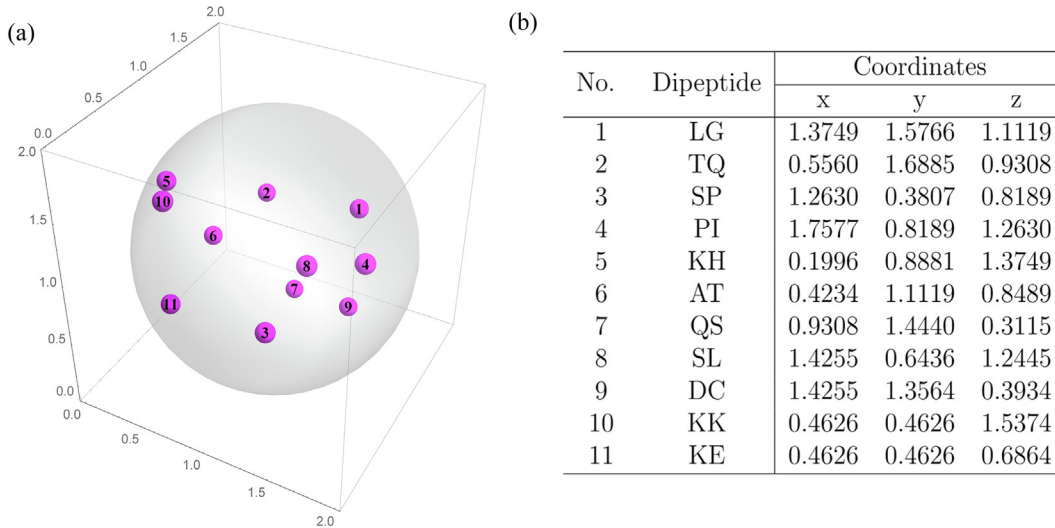 (a)
2.0
1.5
1.0
0.5
0.0
2.0
1.5
1.0
0.5
0.0
0.0
0.5
1.0
1.5
2.0
5
10
2
1
6
8
4
7
9
11
3
(b)
No. Dipeptide Coordinates
x y z
1 LG 1.3749 1.5766 1.1119
2 TQ 0.5560 1.6885 0.9308
3 SP 1.2630 0.3807 0.8189
4 PI 1.7577 0.8189 1.2630
5 KH 0.1996 0.8881 1.3749
6 AT 0.4234 1.1119 0.8489
7 QS 0.9308 1.4440 0.3115
8 SL 1.4255 0.6436 1.2445
9 DC 1.4255 1.3564 0.3934
10 KK 0.4626 0.4626 1.5374
11 KE 0.4626 0.4626 0.6864